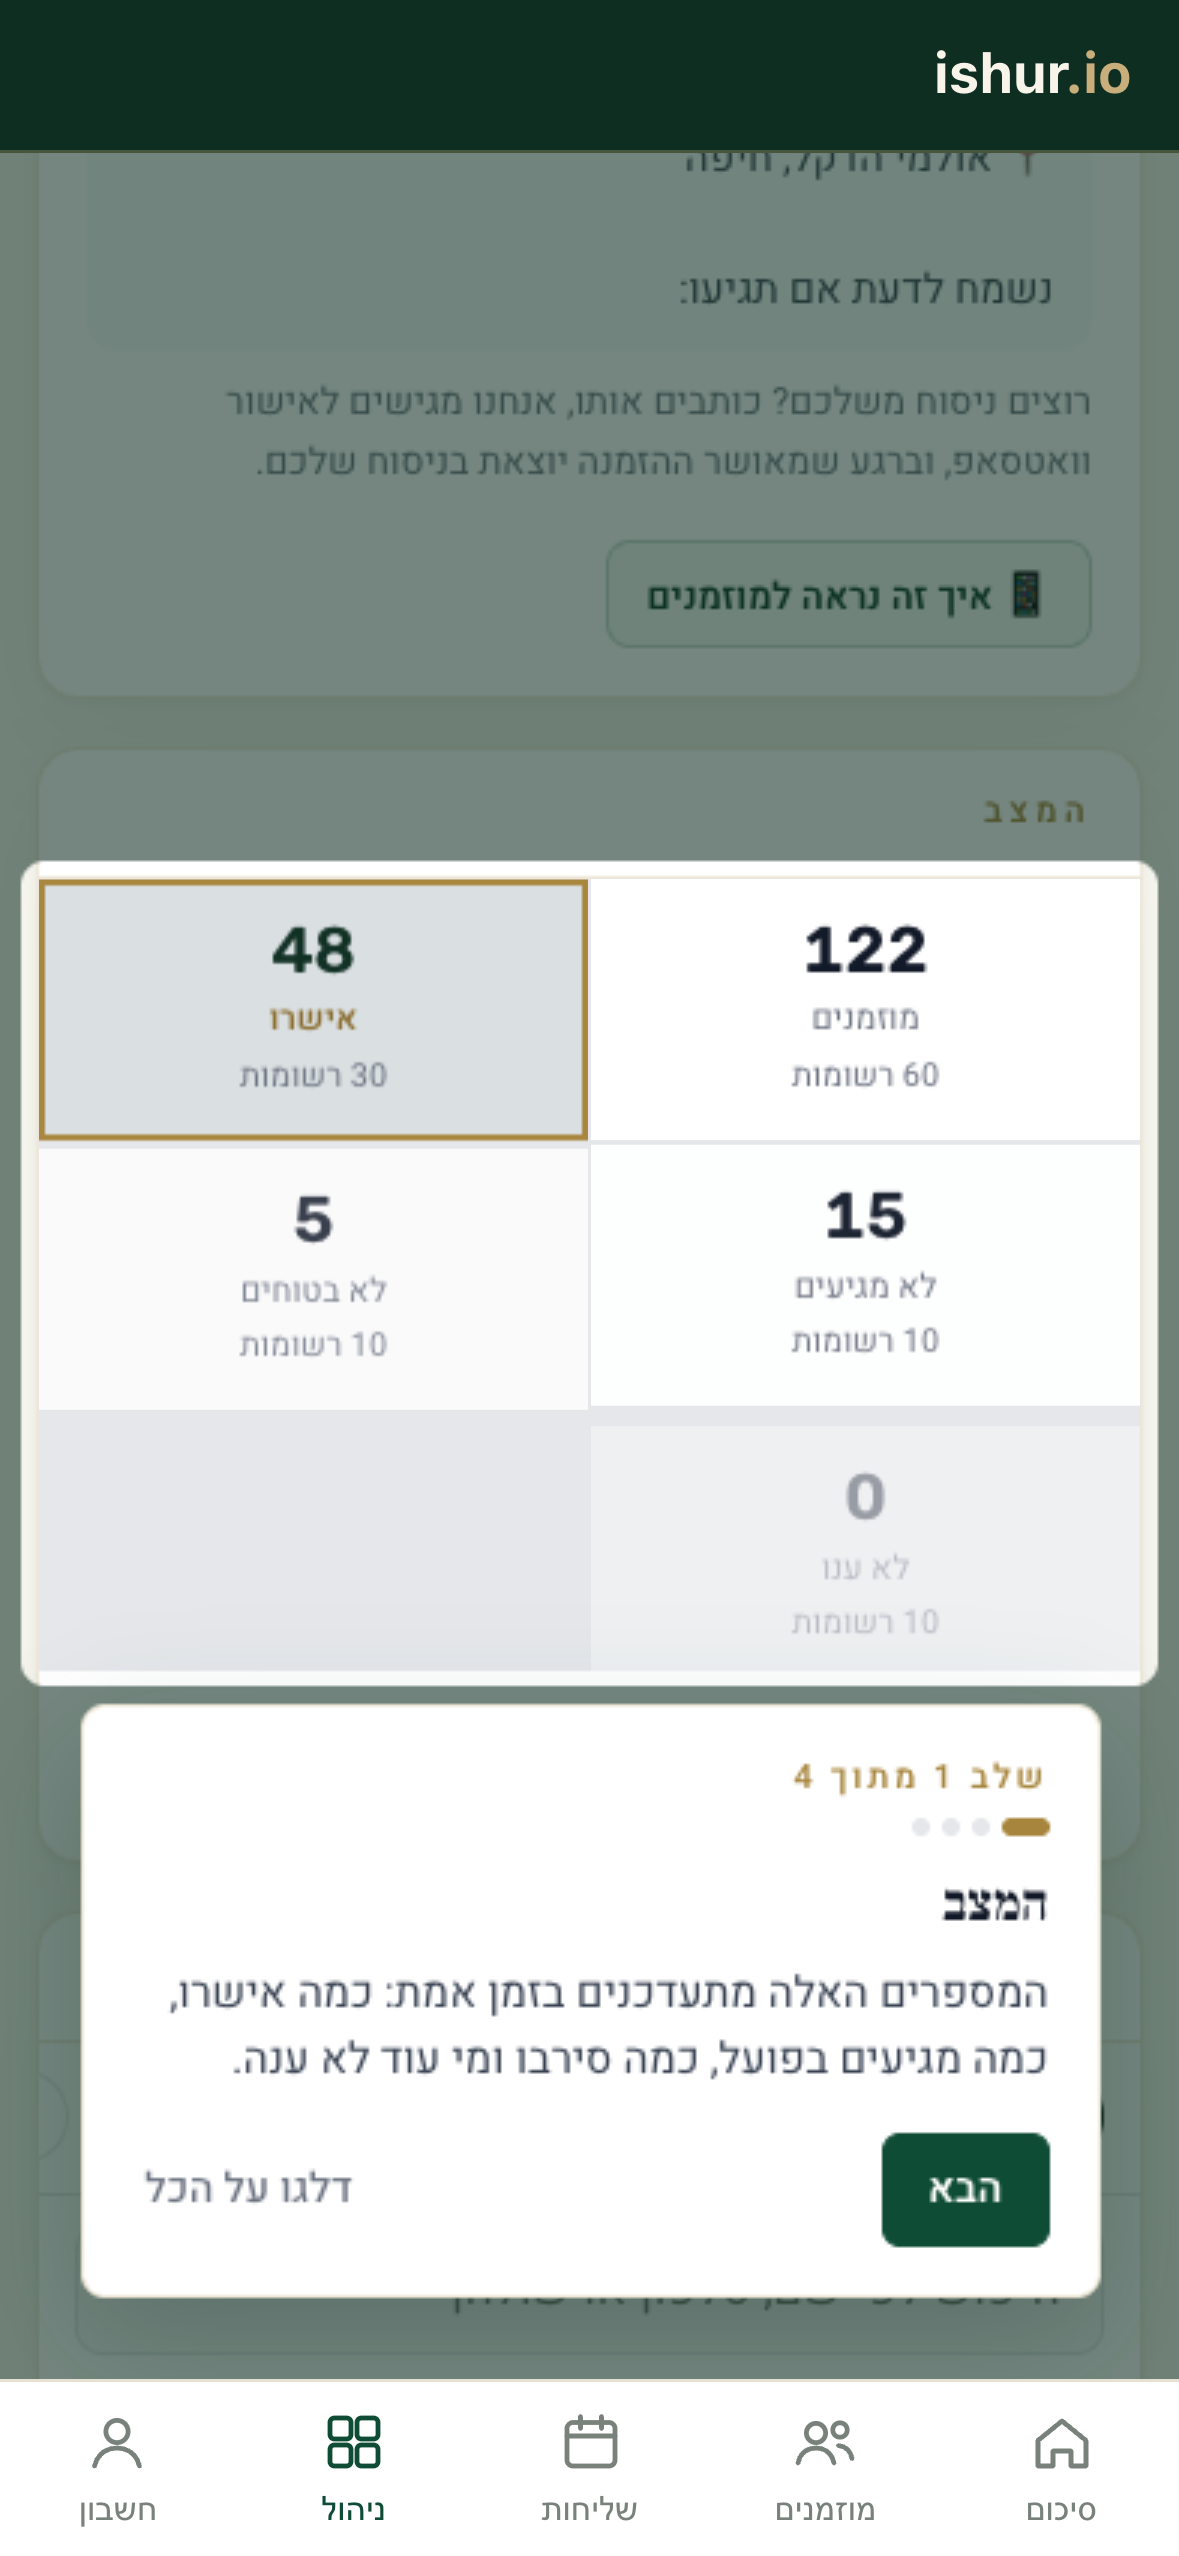 ishur.io
אולמי הדקל, חיפה
נשמח לדעת אם תגיעו:
רוצים ניסוח משלכם? כותבים אותו, אנחנו מגישים לאישור
וואטסאפ, וברגע שמאושר ההזמנה יוצאת בניסוח שלכם.
איך זה נראה למוזמנים
המצב
122
מוזמנים
60 רשומות
48
אישרו
30 רשומות
15
לא מגיעים
10 רשומות
5
לא בטוחים
10 רשומות
0
לא ענו
10 רשומות
שלב 1 מתוך 4
המצב
המספרים האלה מתעדכנים בזמן אמת: כמה אישרו,
כמה מגיעים בפועל, כמה סירבו ומי עוד לא ענה.
הבא
דלגו על הכל
סיכום
מוזמנים
שליחות
ניהול
חשבון